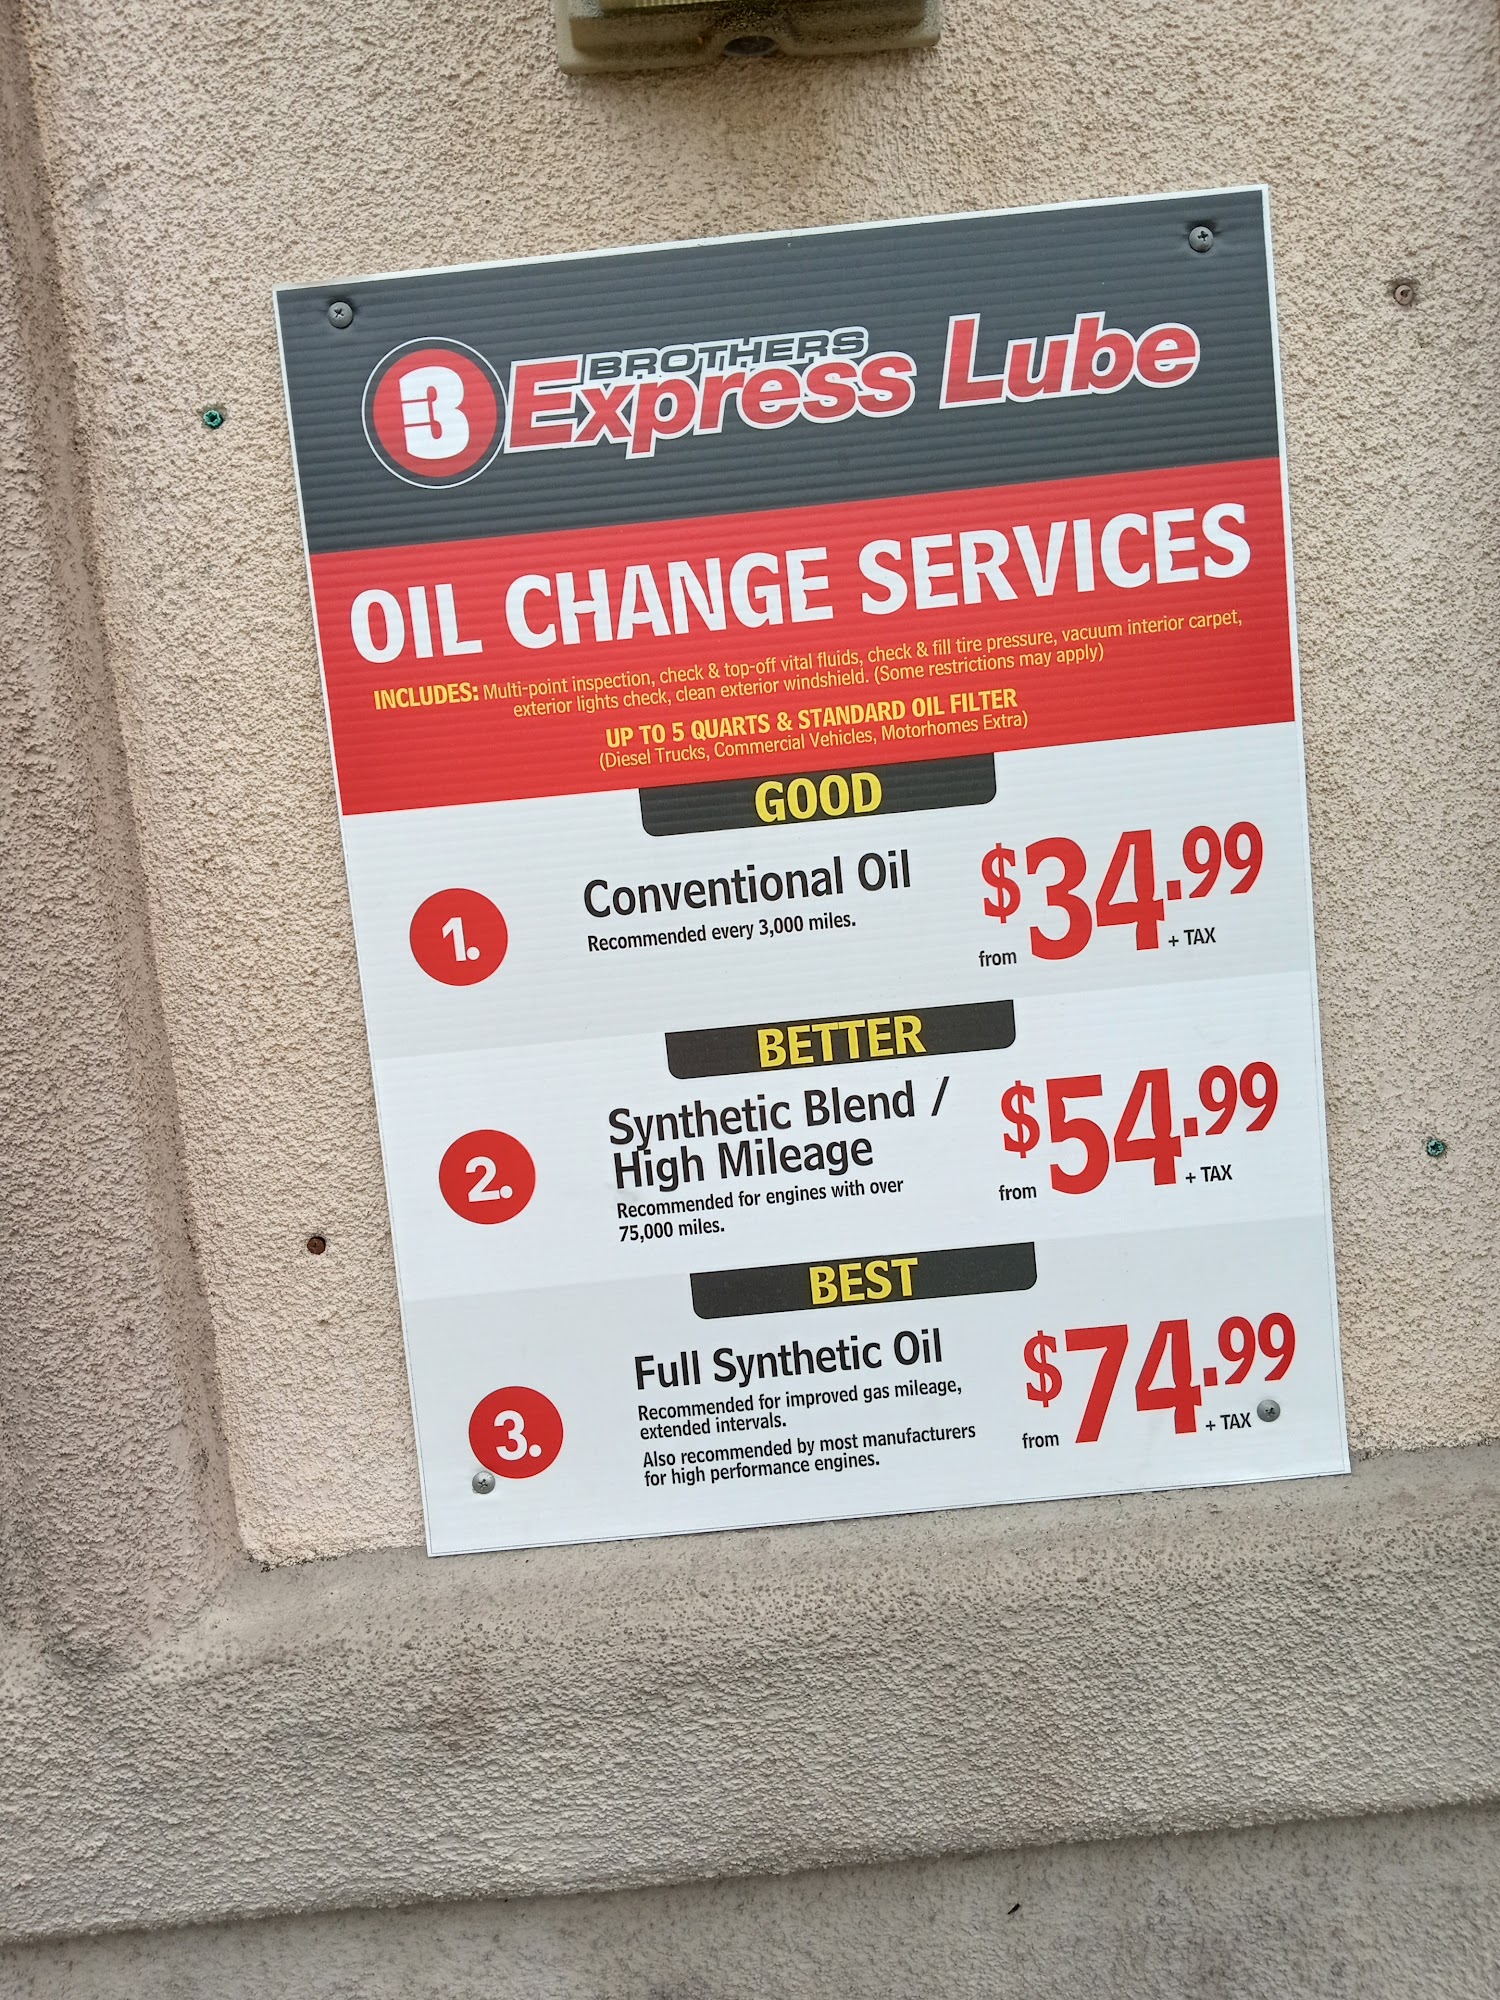 3 BROTHERS
Express Lube
OIL CHANGE SERVICES
INCLUDES: Multi-point inspection, check & top-off vital fluids, check & fill tire pressure, vacuum interior carpet,
exterior lights check, clean exterior windshield. (Some restrictions may apply)
UP TO 5 QUARTS & STANDARD OIL FILTER
(Diesel Trucks, Commercial Vehicles, Motorhomes Extra)
GOOD
1.
Conventional Oil
Recommended every 3,000 miles.
from $34.99 + TAX
BETTER
2.
Synthetic Blend /
High Mileage
Recommended for engines with over
75,000 miles.
from $54.99 + TAX
BEST
3.
Full Synthetic Oil
Recommended for improved gas mileage,
extended intervals.
Also recommended by most manufacturers
for high performance engines.
from $74.99 + TAX